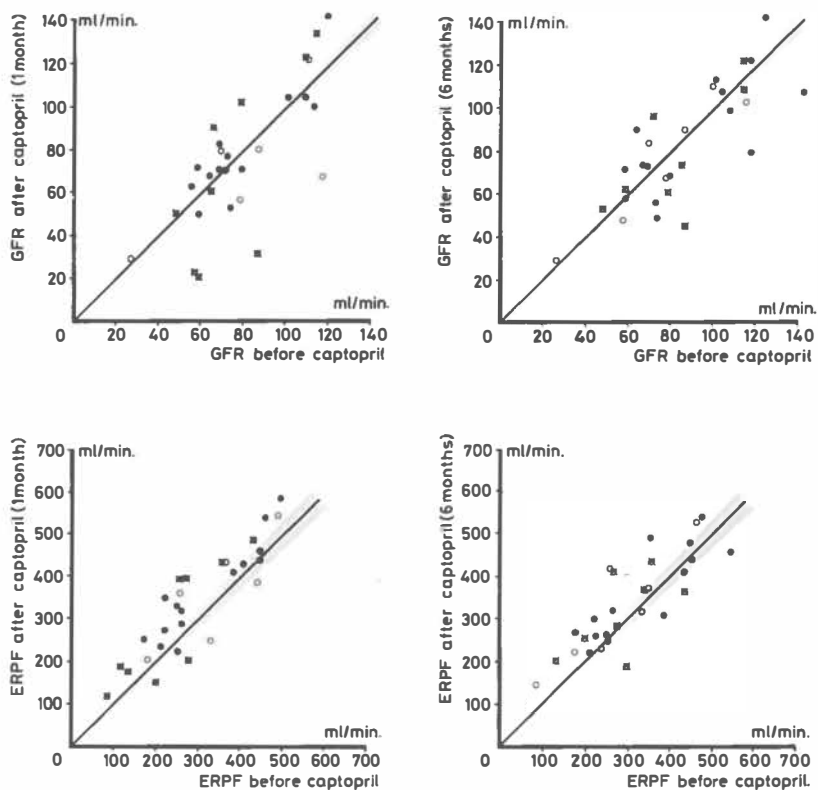 GFR after captopril (1 month)
ml/min.
140
120
100
80
60
40
20
0
ml/min.
20 40 60 80 100 120 140
GFR before captopril
GFR after captopril (6 months)
ml/min.
140
120
100
80
60
40
20
0
ml/min.
20 40 60 80 100 120 140
GFR before captopril
ERPF after captopril (1 month)
ml/min.
700
600
500
400
300
200
100
0
ml/min.
100 200 300 400 500 600 700
ERPF before captopril
ERPF after captopril (6 months)
ml/min.
700
600
500
400
300
200
100
0
ml/min.
100 200 300 400 500 600 700
ERPF before captopril.